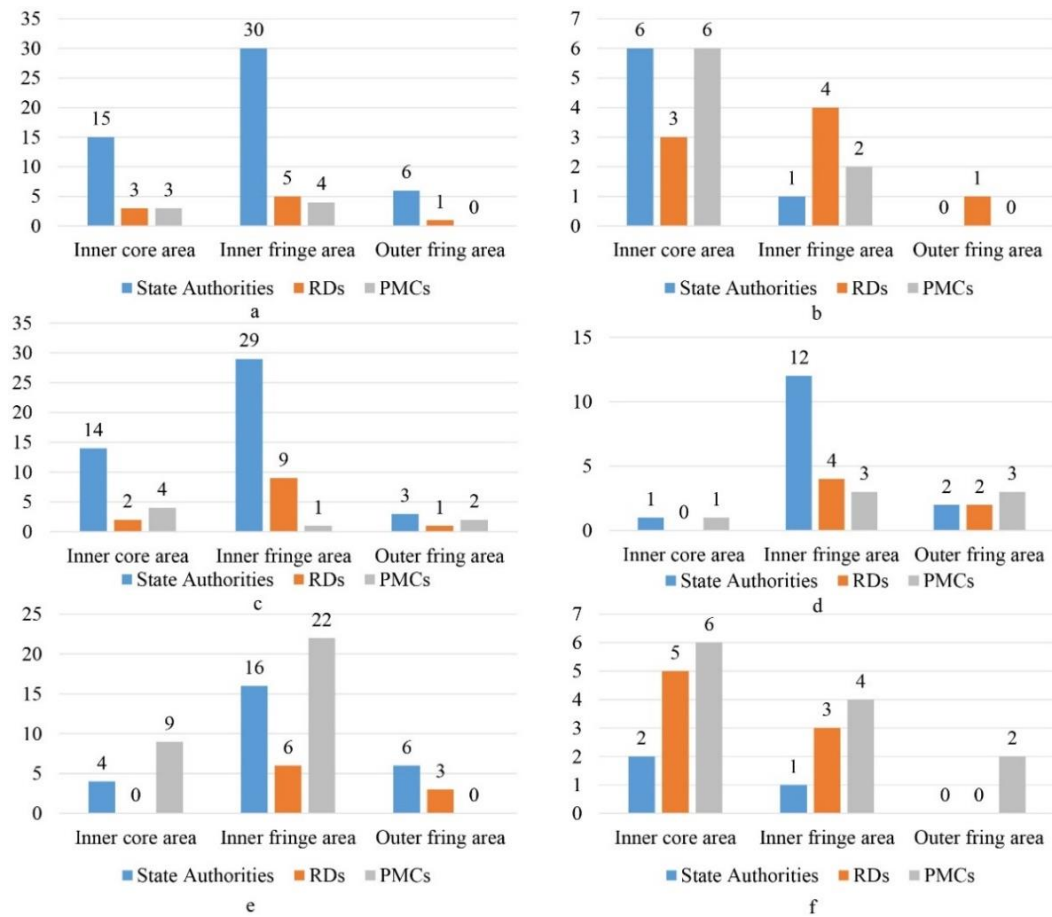 35
30
25
20
15
10
5
0
15 3 3
30 5 4
6 1 0
Inner core area Inner fringe area Outer fring area
State Authorities RDs PMCs
a
7
6
5
4
3
2
1
0
6 3 6
1 4 2
0 1 0
Inner core area Inner fringe area Outer fring area
State Authorities RDs PMCs
b
35
30
25
20
15
10
5
0
14 2 4
29 9 1
3 1 2
Inner core area Inner fringe area Outer fring area
State Authorities RDs PMCs
c
15
10
5
0
1 0 1
12 4 3
2 2 3
Inner core area Inner fringe area Outer fring area
State Authorities RDs PMCs
d
25
20
15
10
5
0
4 0 9
16 6 22
6 3 0
Inner core area Inner fringe area Outer fring area
State Authorities RDs PMCs
e
7
6
5
4
3
2
1
0
2 5 6
1 3 4
0 0 2
Inner core area Inner fringe area Outer fring area
State Authorities RDs PMCs
f